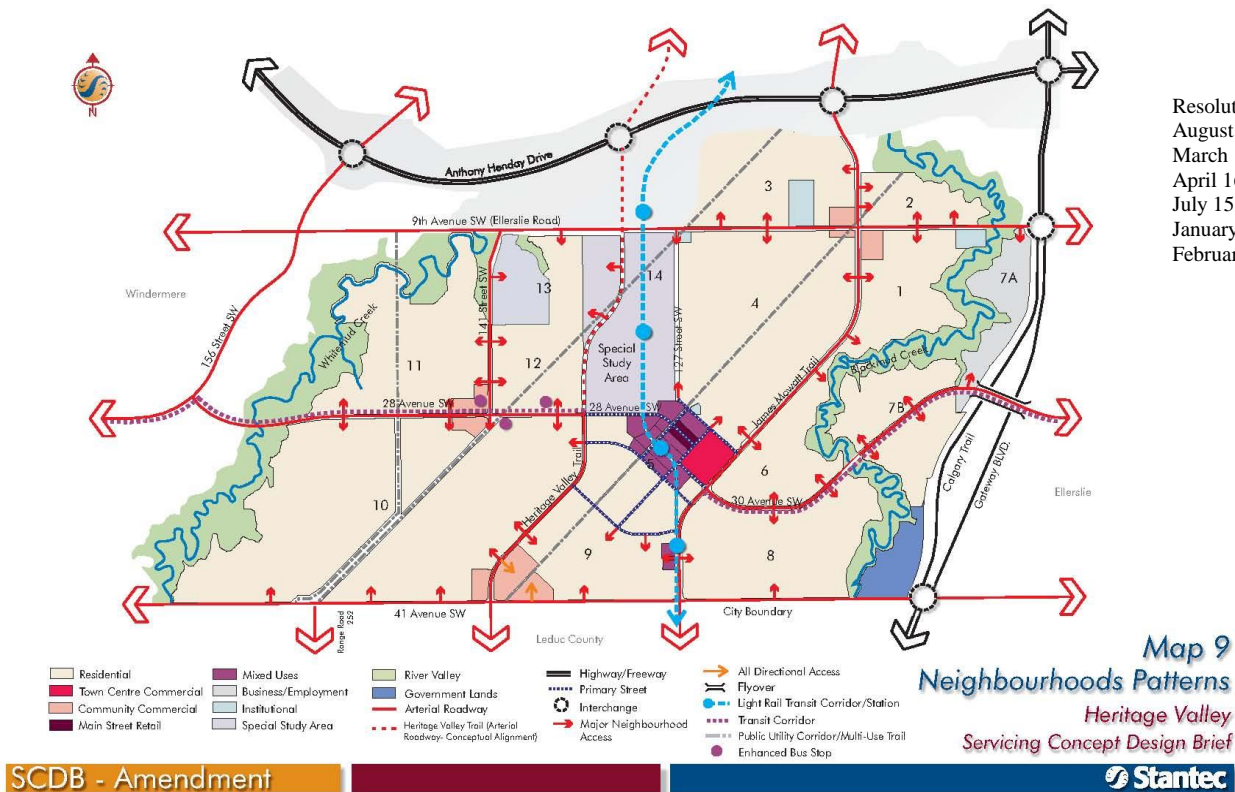 N
Resolut
August
March
April 16
July 15
January
Februar
Anthony Henday Drive
9th Avenue SW (Ellerslie Road)
Windermere
156 Street SW
Whitemud Creek
141 Street SW
127 Street SW
James Mowatt Trail
Blackmud Creek
Special
Study
Area
28 Avenue SW
28 Avenue SW
30 Avenue SW
Heritage Valley Trail
Calgary Trail
Gateway BLVD.
Ellerslie
1
2
3
4
5
6
7A
7B
8
9
10
11
12
13
14
41 Avenue SW
City Boundary
Range Road
252
Leduc County
Residential
Town Centre Commercial
Community Commercial
Main Street Retail
Mixed Uses
Business/Employment
Institutional
Special Study Area
River Valley
Government Lands
Arterial Roadway
Heritage Valley Trail (Arterial
Roadway- Conceptual Alignment)
Highway/Freeway
Primary Street
Interchange
Major Neighbourhood
Access
All Directional Access
Flyover
Light Rail Transit Corridor/Station
Transit Corridor
Public Utility Corridor/Multi-Use Trail
Enhanced Bus Stop
Map 9
Neighbourhoods Patterns
Heritage Valley
Servicing Concept Design Brief
SCDB - Amendment
Stantec